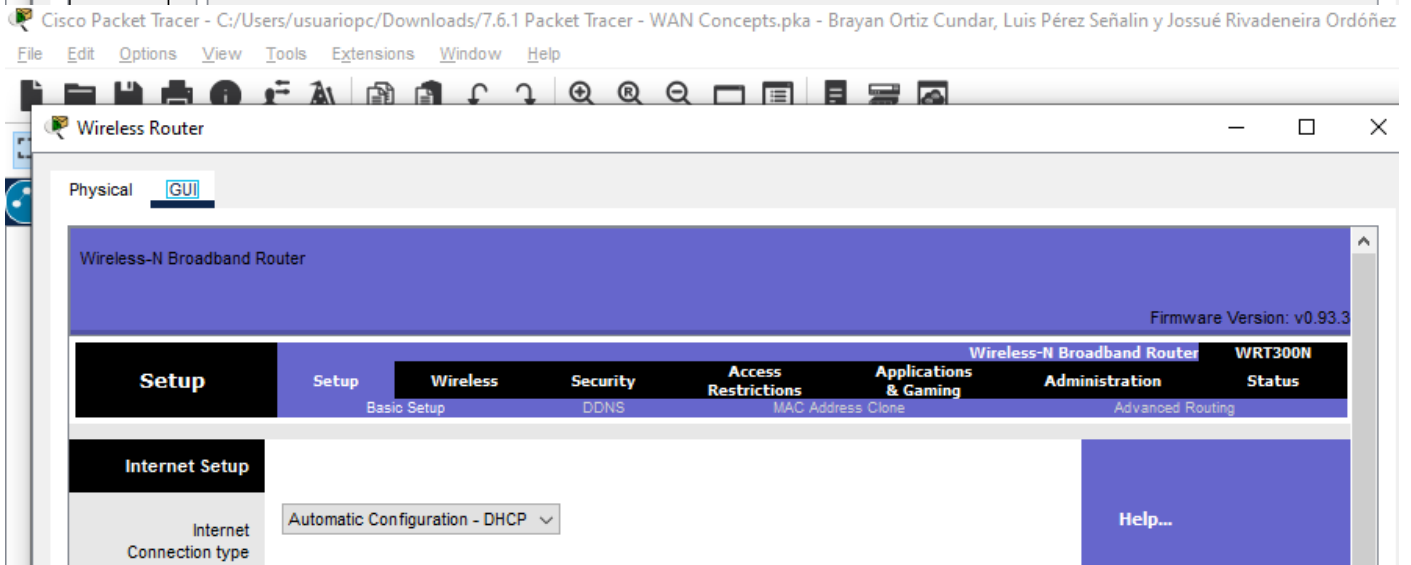 Cisco Packet Tracer - C:/Users/usuariopc/Downloads/7.6.1 Packet Tracer - WAN Concepts.pka - Brayan Ortiz Cundar, Luis Pérez Señalin y Jossué Rivadeneira Ordóñez
File Edit Options View Tools Extensions Window Help
Wireless Router
Physical GUI
Wireless-N Broadband Router
Firmware Version: v0.93.3
Wireless-N Broadband Router WRT300N
Setup Setup Wireless Security Access Restrictions Applications & Gaming Administration Status
Basic Setup DDNS MAC Address Clone Advanced Routing
Internet Setup
Internet
Connection type
Automatic Configuration - DHCP
Help...